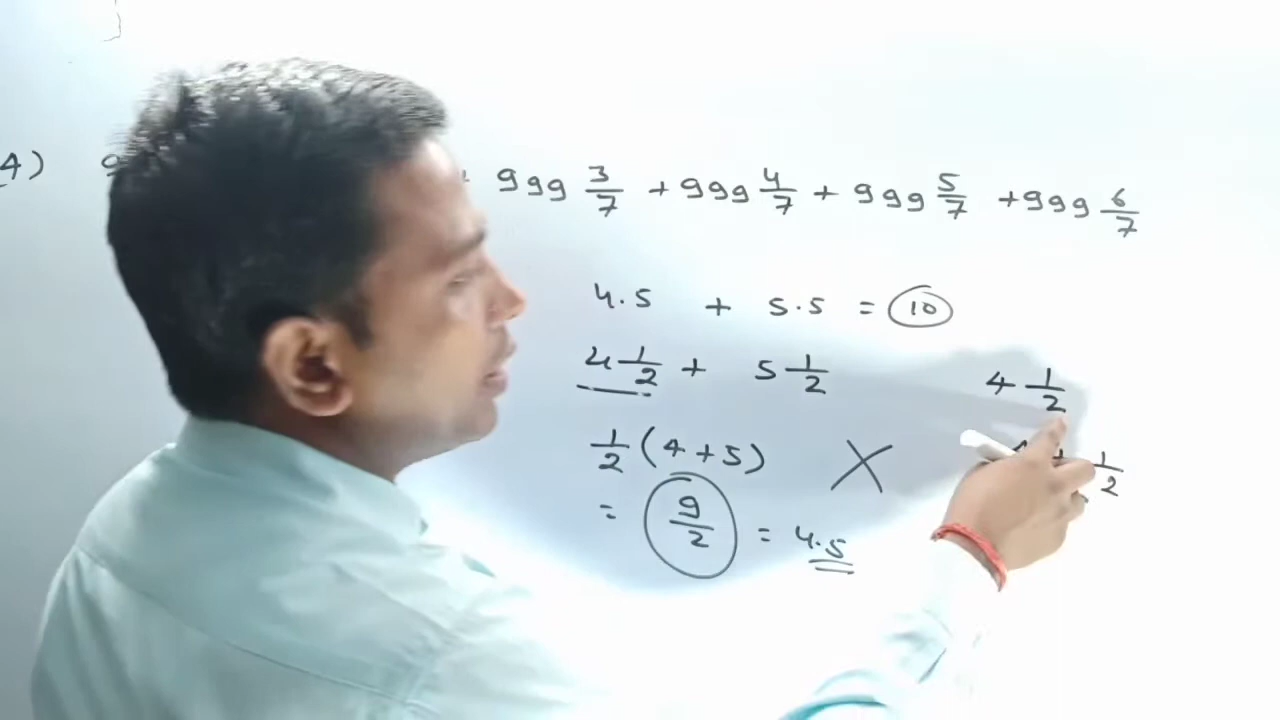 4) 9 + 999 3/7 + 999 4/7 + 999 5/7 + 999 6/7
4.5 + 5.5 = 10
4 1/2 + 5 1/2
4 1/2
1/2 (4+5) X
+ 1/2
= 9/2 = 4.5